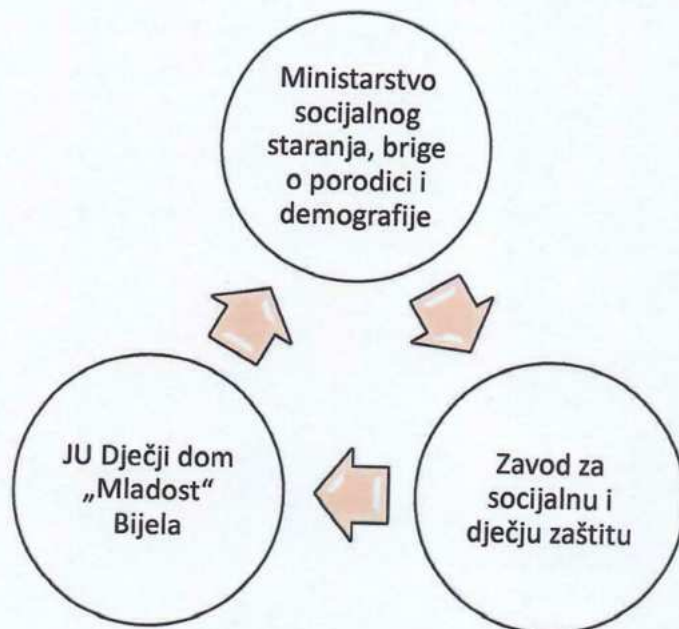 Ministarstvo
socijalnog
staranja, brige
o porodici i
demografije
JU Dječji dom
„Mladost“
Bijela
Zavod za
socijalnu i
dječju zaštitu